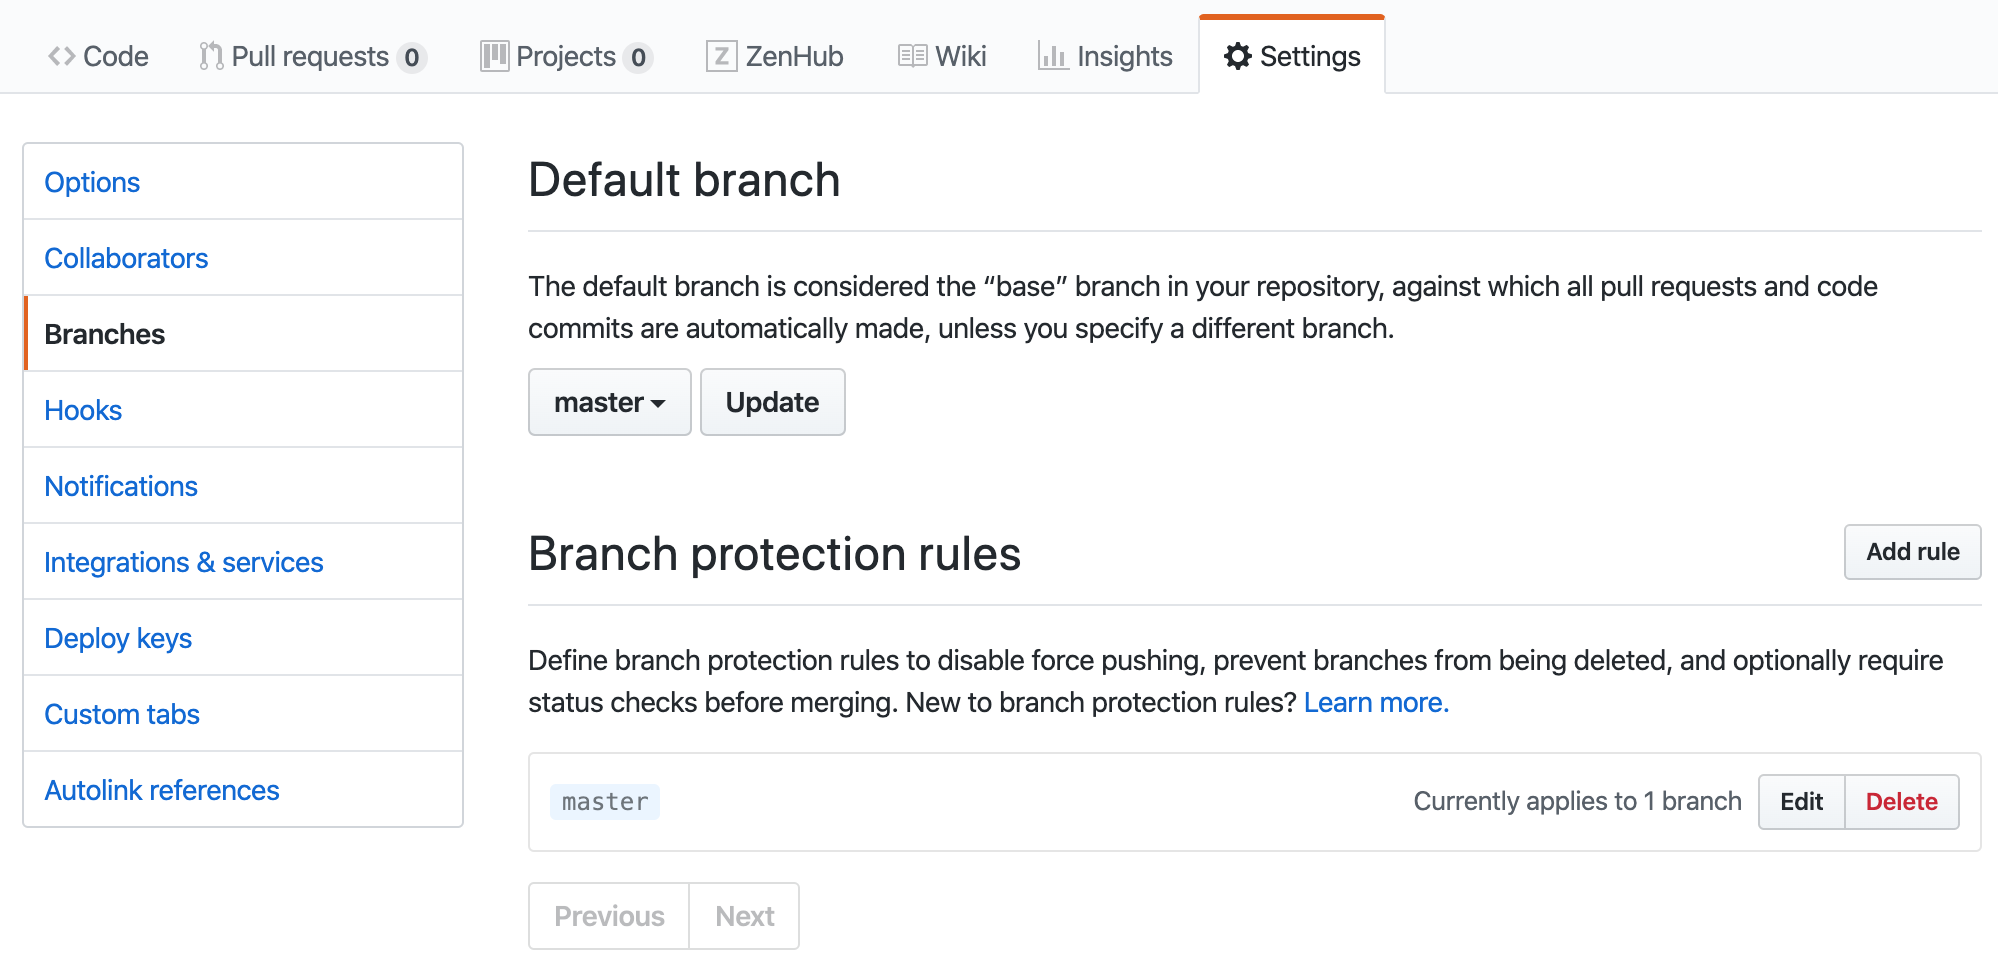 Code Pull requests 0 Projects 0 Z ZenHub Wiki Insights Settings
Options
Collaborators
Branches
Hooks
Notifications
Integrations & services
Deploy keys
Custom tabs
Autolink references
Default branch
The default branch is considered the “base” branch in your repository, against which all pull requests and code
commits are automatically made, unless you specify a different branch.
master Update
Branch protection rules Add rule
Define branch protection rules to disable force pushing, prevent branches from being deleted, and optionally require
status checks before merging. New to branch protection rules? Learn more.
master Currently applies to 1 branch Edit Delete
Previous Next